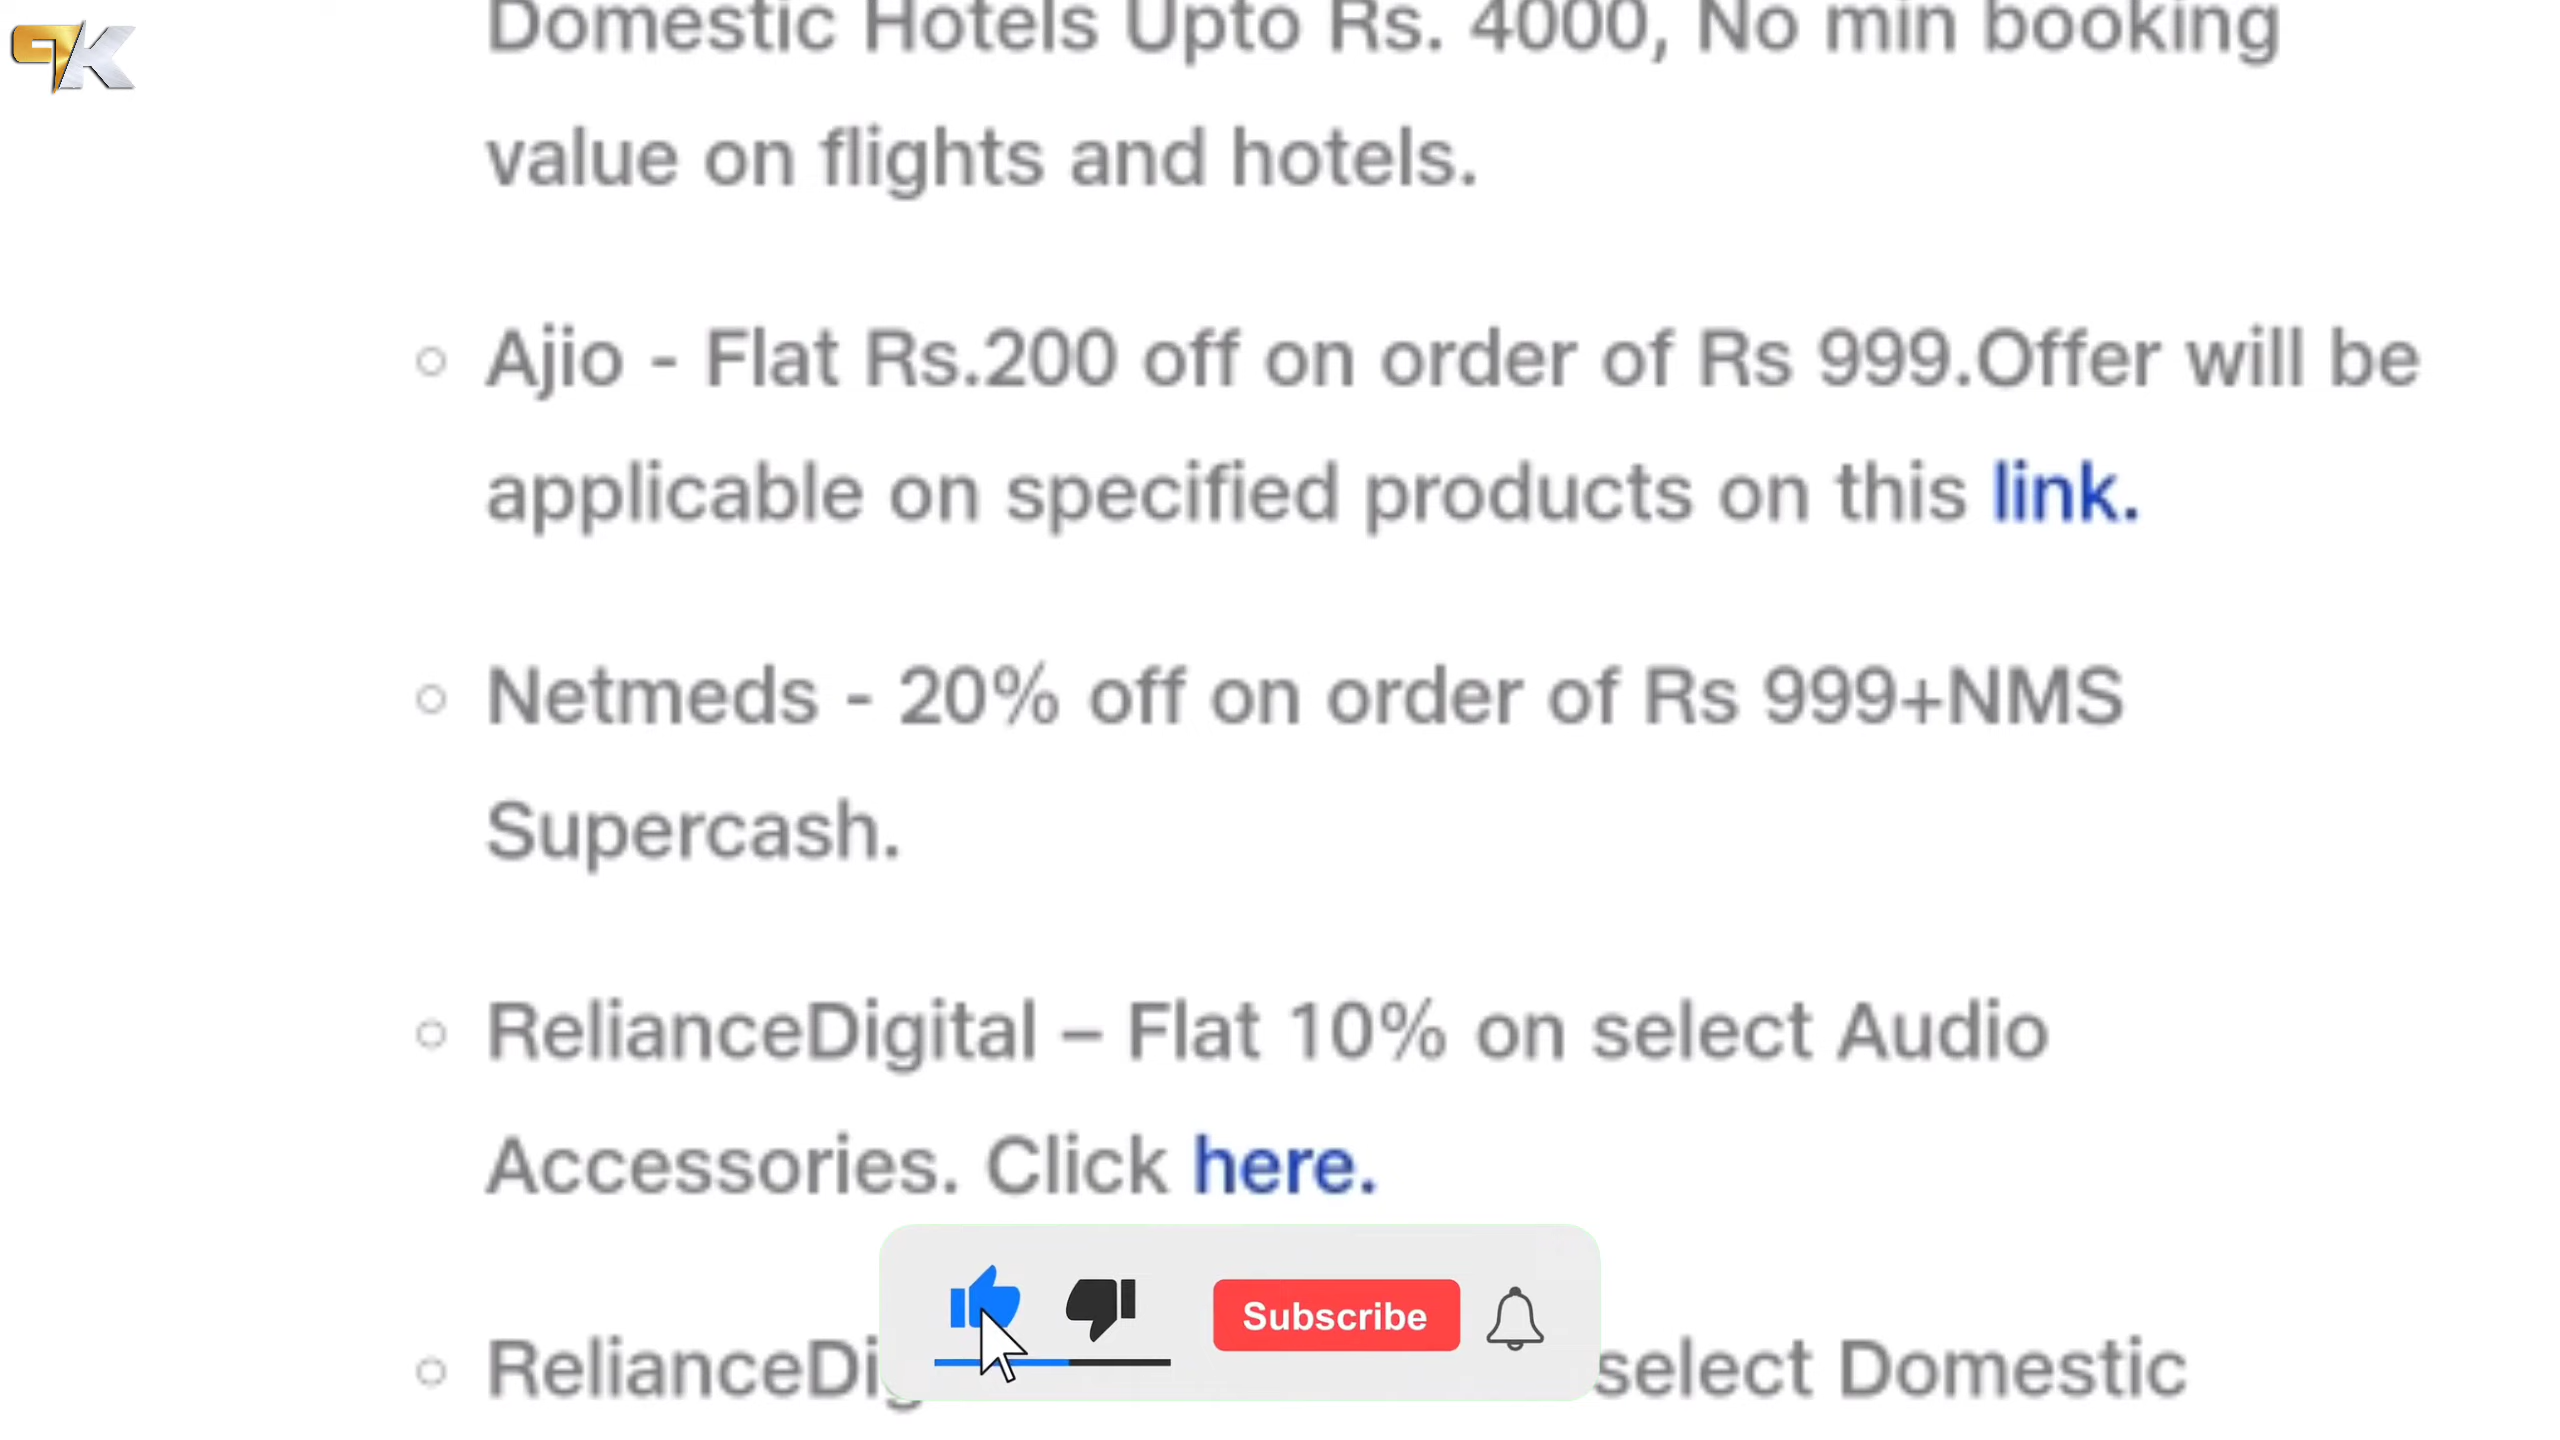 Domestic Hotels Upto Rs. 4000, No min booking
value on flights and hotels.
Ajio - Flat Rs.200 off on order of Rs 999.Offer will be
applicable on specified products on this link.
Netmeds - 20% off on order of Rs 999+NMS
Supercash.
RelianceDigital – Flat 10% on select Audio
Accessories. Click here.
Subscribe
select Domestic